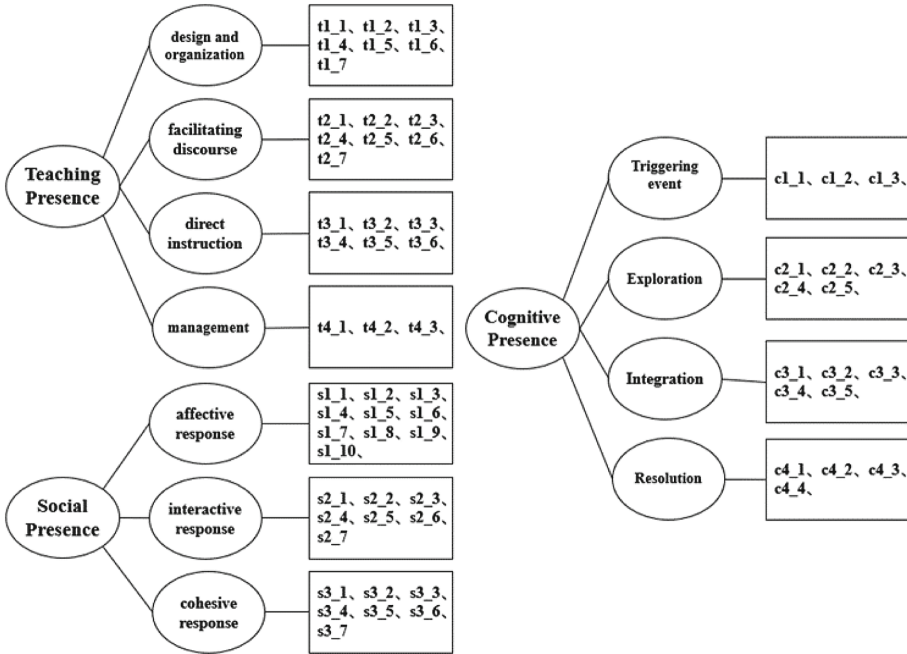 Teaching
Presence
design and
organization
t1_1、t1_2、t1_3、
t1_4、t1_5、t1_6、
t1_7
facilitating
discourse
t2_1、t2_2、t2_3、
t2_4、t2_5、t2_6、
t2_7
direct
instruction
t3_1、t3_2、t3_3、
t3_4、t3_5、t3_6、
management
t4_1、t4_2、t4_3、
Social
Presence
affective
response
s1_1、s1_2、s1_3、
s1_4、s1_5、s1_6、
s1_7、s1_8、s1_9、
s1_10、
interactive
response
s2_1、s2_2、s2_3、
s2_4、s2_5、s2_6、
s2_7
cohesive
response
s3_1、s3_2、s3_3、
s3_4、s3_5、s3_6、
s3_7
Cognitive
Presence
Triggering
event
c1_1、c1_2、c1_3、
Exploration
c2_1、c2_2、c2_3、
c2_4、c2_5、
Integration
c3_1、c3_2、c3_3、
c3_4、c3_5、
Resolution
c4_1、c4_2、c4_3、
c4_4、